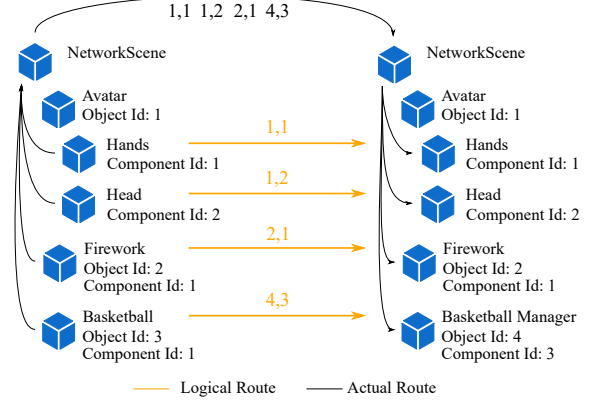 1,1 1,2 2,1 4,3
NetworkScene
Avatar
Object Id: 1
Hands
Component Id: 1
Head
Component Id: 2
Firework
Object Id: 2
Component Id: 1
Basketball
Object Id: 3
Component Id: 1
1,1
1,2
2,1
4,3
NetworkScene
Avatar
Object Id: 1
Hands
Component Id: 1
Head
Component Id: 2
Firework
Object Id: 2
Component Id: 1
Basketball Manager
Object Id: 4
Component Id: 3
Logical Route
Actual Route